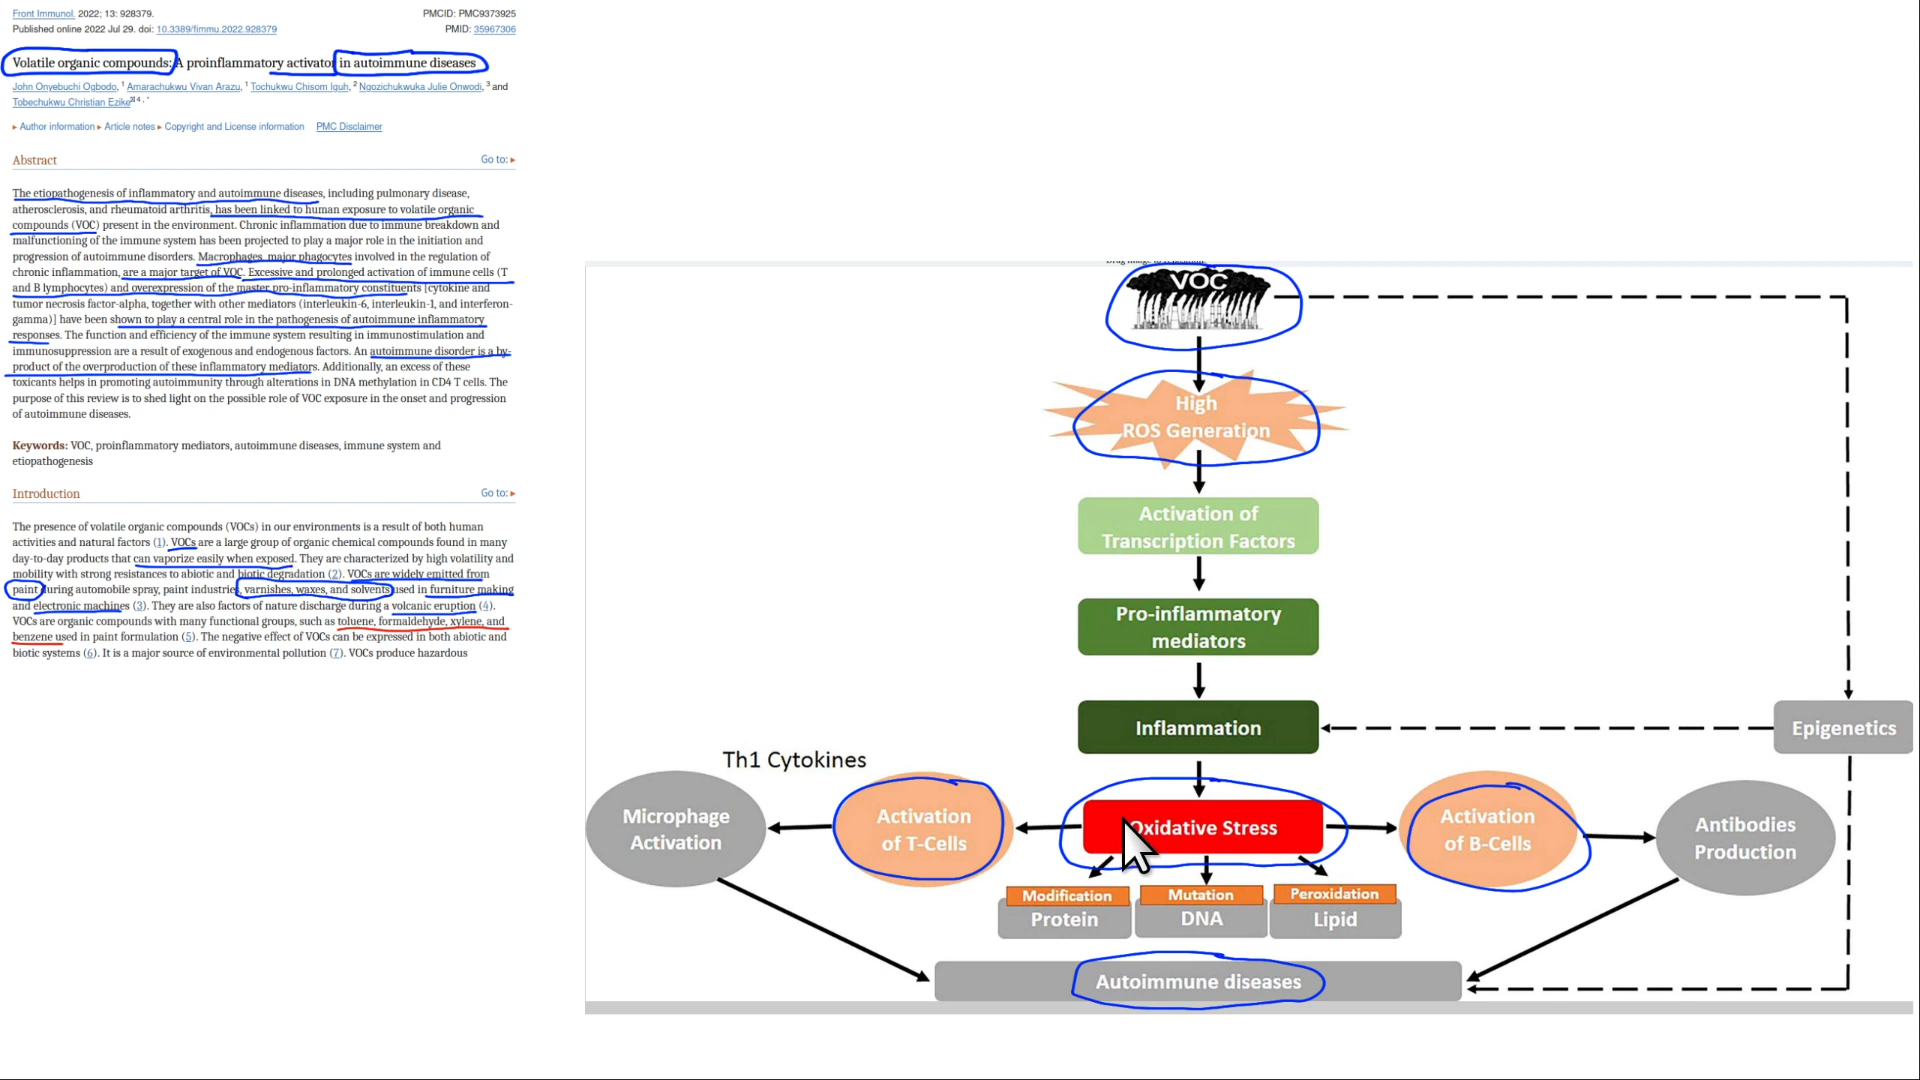 Front Immunol. 2022; 13: 928379.
PMCID: PMC9373925
Published online 2022 Jul 29. doi: 10.3389/fimmu.2022.928379
PMID: 35967306
Volatile organic compounds: A proinflammatory activator in autoimmune diseases
John Onyebuchi Ogbodo, 1 Amarachukwu Vivan Arazu, 1 Tochukwu Chisom Iguh, 2 Ngozichukwuka Julie Onwodi, 3 and
Tobechukwu Christian Ezike 4 , *
▸ Author information ▸ Article notes ▸ Copyright and License information PMC Disclaimer
Abstract
Go to: ▸
The etiopathogenesis of inflammatory and autoimmune diseases, including pulmonary disease,
atherosclerosis, and rheumatoid arthritis, has been linked to human exposure to volatile organic
compounds (VOC) present in the environment. Chronic inflammation due to immune breakdown and
malfunctioning of the immune system has been projected to play a major role in the initiation and
progression of autoimmune disorders. Macrophages, major phagocytes involved in the regulation of
chronic inflammation, are a major target of VOC. Excessive and prolonged activation of immune cells (T
and B lymphocytes) and overexpression of the master pro-inflammatory constituents [cytokine and
tumor necrosis factor-alpha, together with other mediators (interleukin-6, interleukin-1, and interferon-
gamma)] have been shown to play a central role in the pathogenesis of autoimmune inflammatory
responses. The function and efficiency of the immune system resulting in immunostimulation and
immunosuppression are a result of exogenous and endogenous factors. An autoimmune disorder is a by-
product of the overproduction of these inflammatory mediators. Additionally, an excess of these
toxicants helps in promoting autoimmunity through alterations in DNA methylation in CD4 T cells. The
purpose of this review is to shed light on the possible role of VOC exposure in the onset and progression
of autoimmune diseases.
Keywords: VOC, proinflammatory mediators, autoimmune diseases, immune system and
etiopathogenesis
Introduction
Go to: ▸
The presence of volatile organic compounds (VOCs) in our environments is a result of both human
activities and natural factors (1). VOCs are a large group of organic chemical compounds found in many
day-to-day products that can vaporize easily when exposed. They are characterized by high volatility and
mobility with strong resistances to abiotic and biotic degradation (2). VOCs are widely emitted from
paint during automobile spray, paint industries, varnishes, waxes, and solvents used in furniture making
and electronic machines (3). They are also factors of nature discharge during a volcanic eruption (4).
VOCs are organic compounds with many functional groups, such as toluene, formaldehyde, xylene, and
benzene used in paint formulation (5). The negative effect of VOCs can be expressed in both abiotic and
biotic systems (6). It is a major source of environmental pollution (7). VOCs produce hazardous
VOC
High
ROS Generation
Activation of
Transcription Factors
Pro-inflammatory
mediators
Inflammation
Epigenetics
Th1 Cytokines
Microphage
Activation
Activation
of T-Cells
Oxidative Stress
Activation
of B-Cells
Antibodies
Production
Modification
Protein
Mutation
DNA
Peroxidation
Lipid
Autoimmune diseases